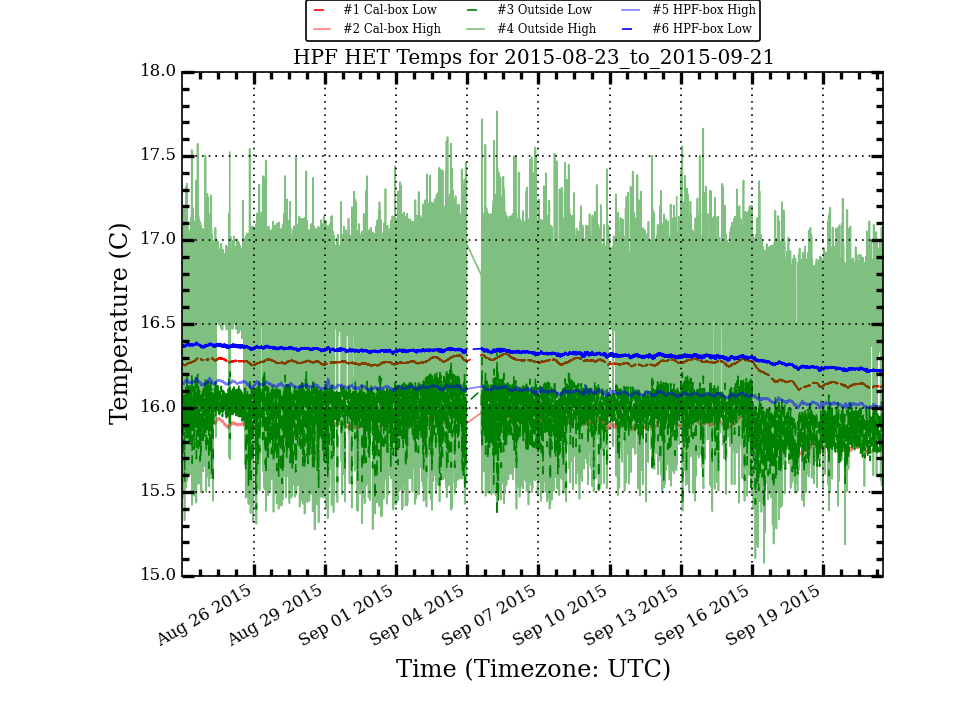 #1 Cal-box Low #3 Outside Low #5 HPF-box High
#2 Cal-box High #4 Outside High #6 HPF-box Low
HPF HET Temps for 2015-08-23_to_2015-09-21
18.0
17.5
17.0
16.5
16.0
15.5
15.0
Temperature (C)
Aug 26 2015
Aug 29 2015
Sep 01 2015
Sep 04 2015
Sep 07 2015
Sep 10 2015
Sep 13 2015
Sep 16 2015
Sep 19 2015
Time (Timezone: UTC)